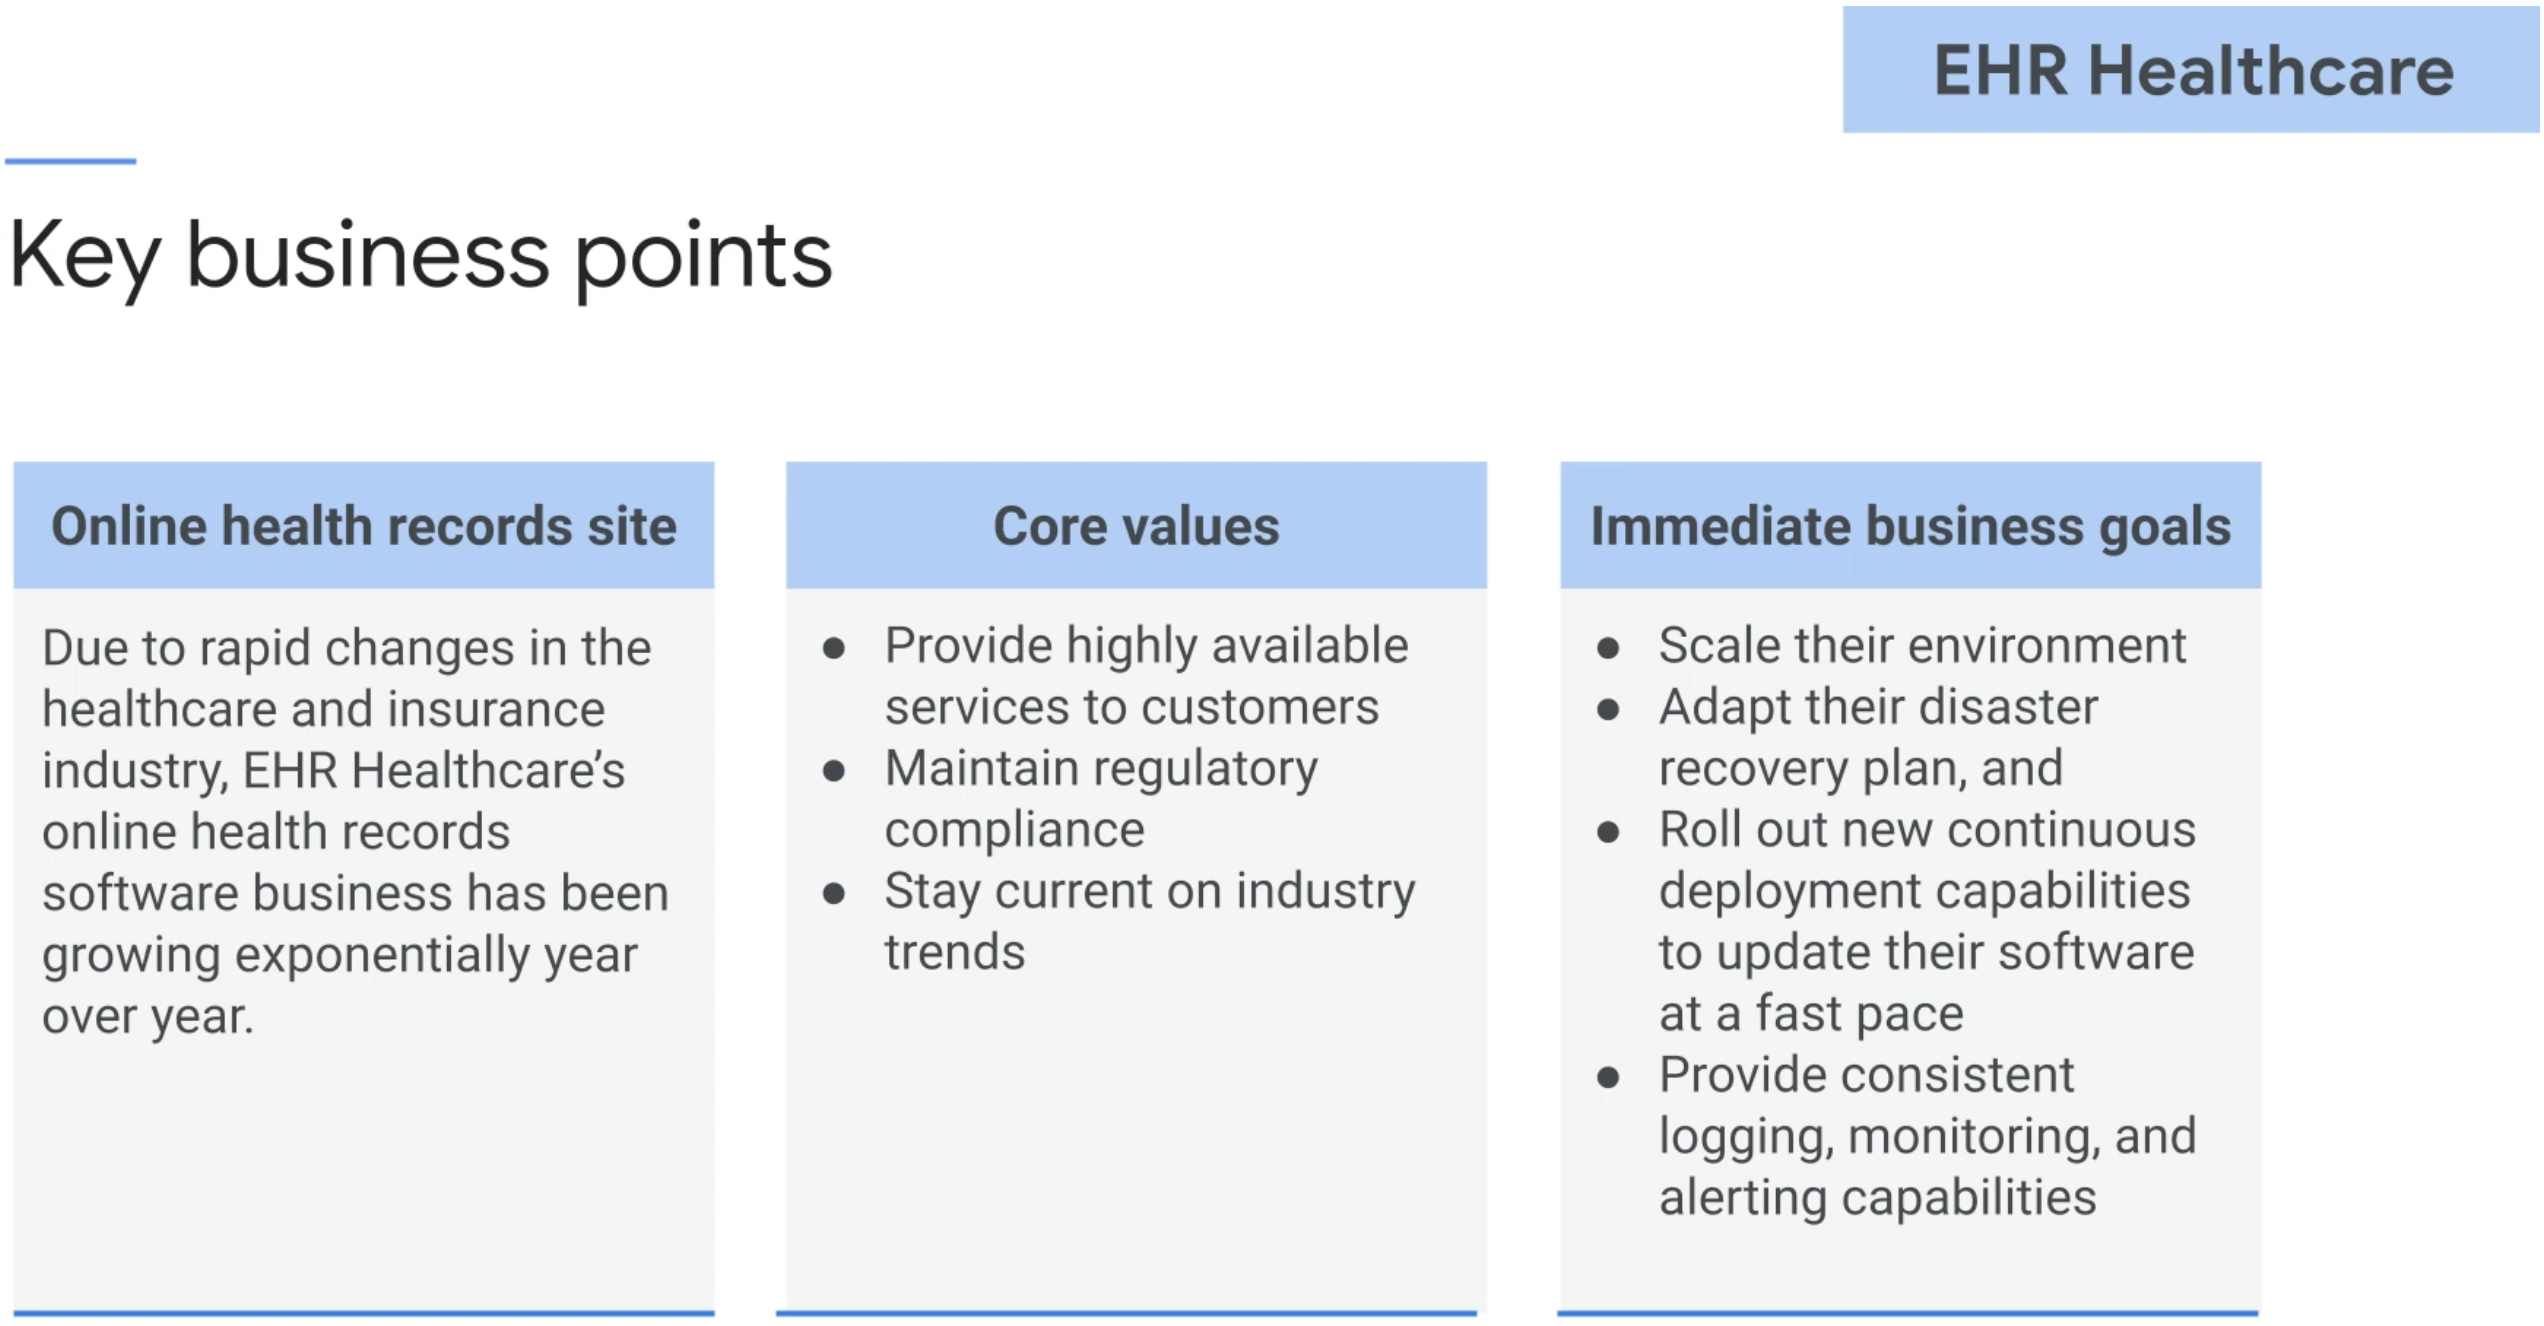 EHR Healthcare
Key business points
Online health records site
Due to rapid changes in the
healthcare and insurance
industry, EHR Healthcare’s
online health records
software business has been
growing exponentially year
over year.
Core values
● Provide highly available
services to customers
● Maintain regulatory
compliance
● Stay current on industry
trends
Immediate business goals
● Scale their environment
● Adapt their disaster
recovery plan, and
● Roll out new continuous
deployment capabilities
to update their software
at a fast pace
● Provide consistent
logging, monitoring, and
alerting capabilities